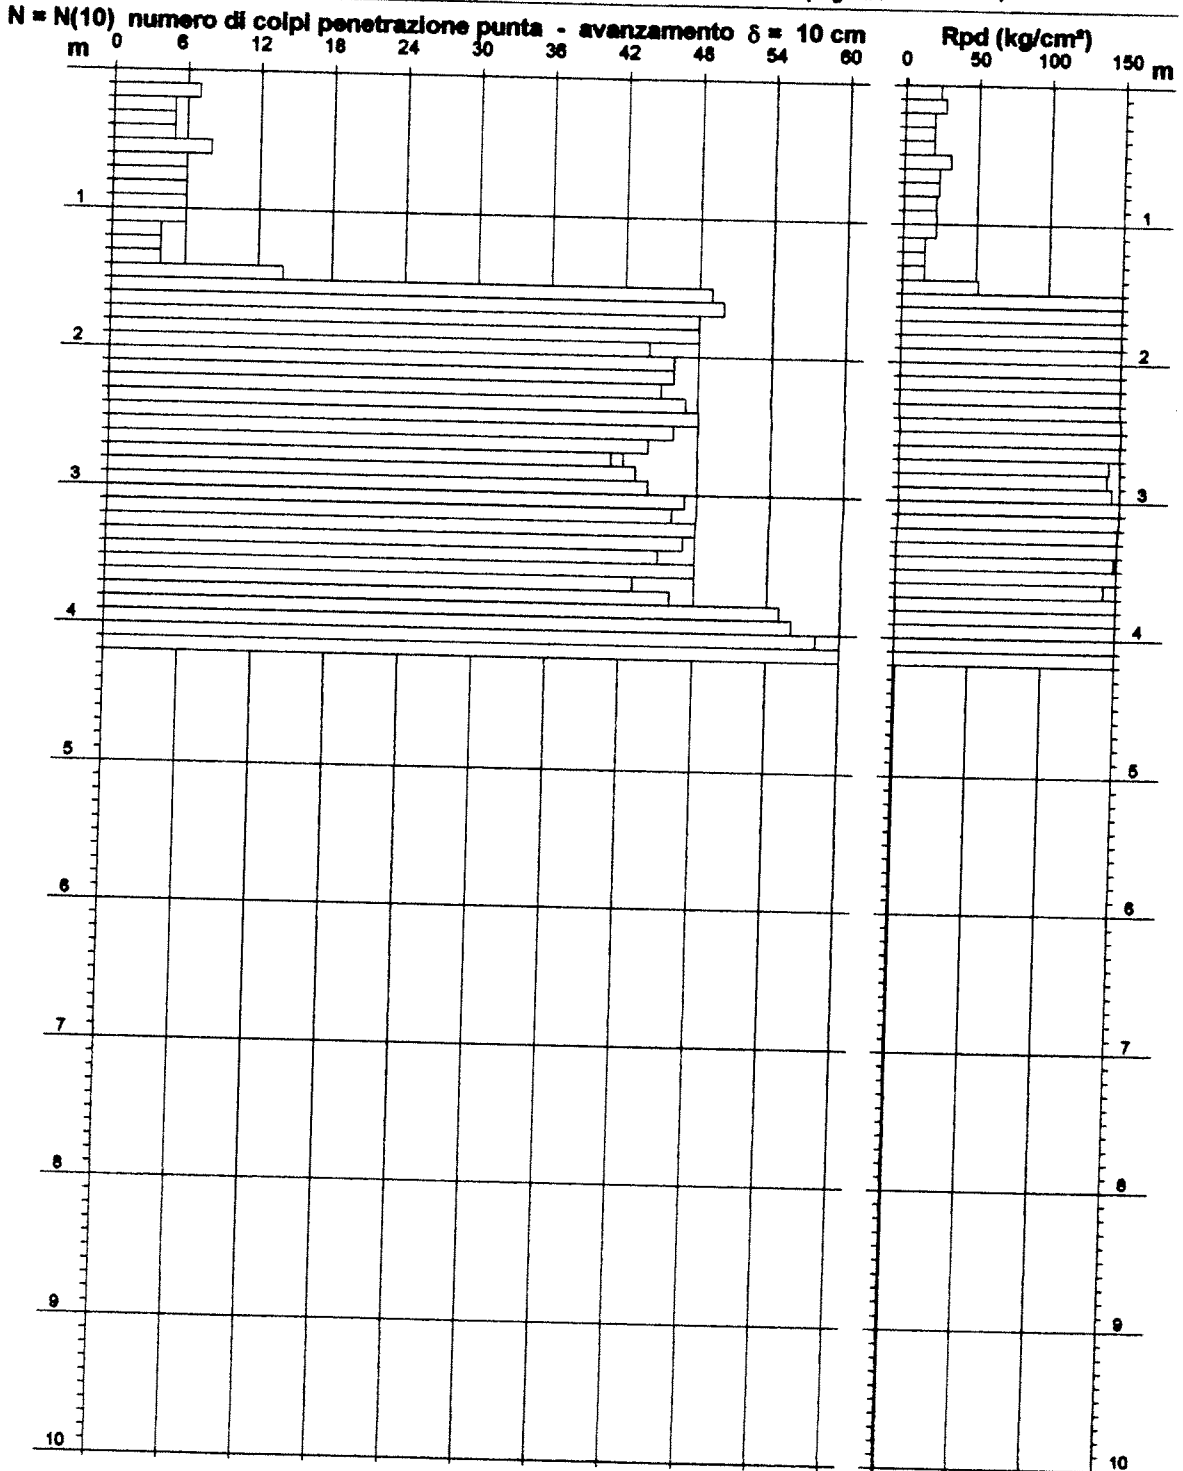 N = N(10) numero di colpi penetrazione punta - avanzamento δ = 10 cm
Rpd (kg/cm²)
m 0 6 12 18 24 30 36 42 48 54 60
0 50 100 150 m
1 1
2 2
3 3
4 4
5 5
6 6
7 7
8 8
9 9
10 10